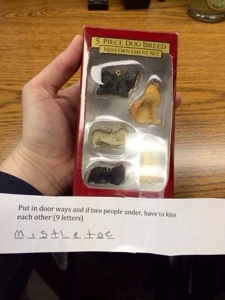 5 PIECE DOG BREED
MINI ORNAMENT SET
Put in door ways and if two people under, have to kiss
each other (9 letters)
mistletoe